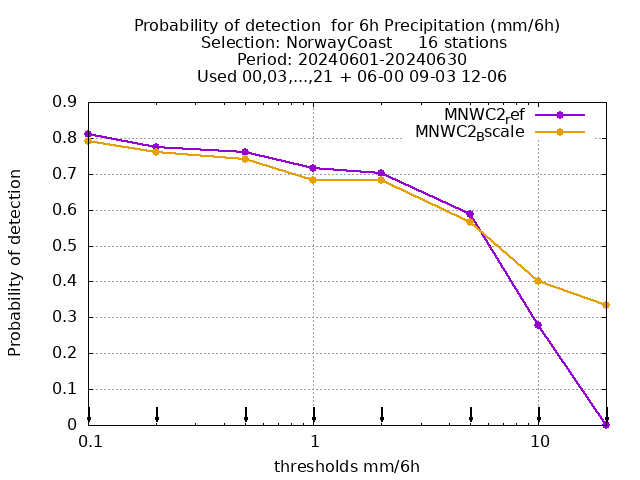 Probability of detection  for 6h Precipitation (mm/6h)
Selection: NorwayCoast     16 stations
Period: 20240601-20240630
Used 00,03,...,21 + 06-00 09-03 12-06
MNWC2ref
MNWC2Bscale
Probability of detection
0.9
0.8
0.7
0.6
0.5
0.4
0.3
0.2
0.1
0
0.1
1
10
thresholds mm/6h